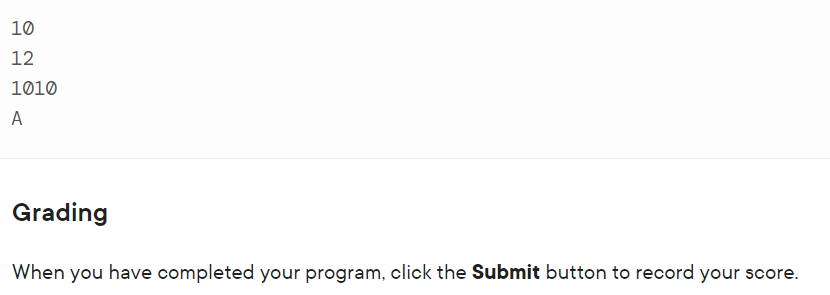 10
12
1010
A
Grading
When you have completed your program, click the Submit button to record your score.